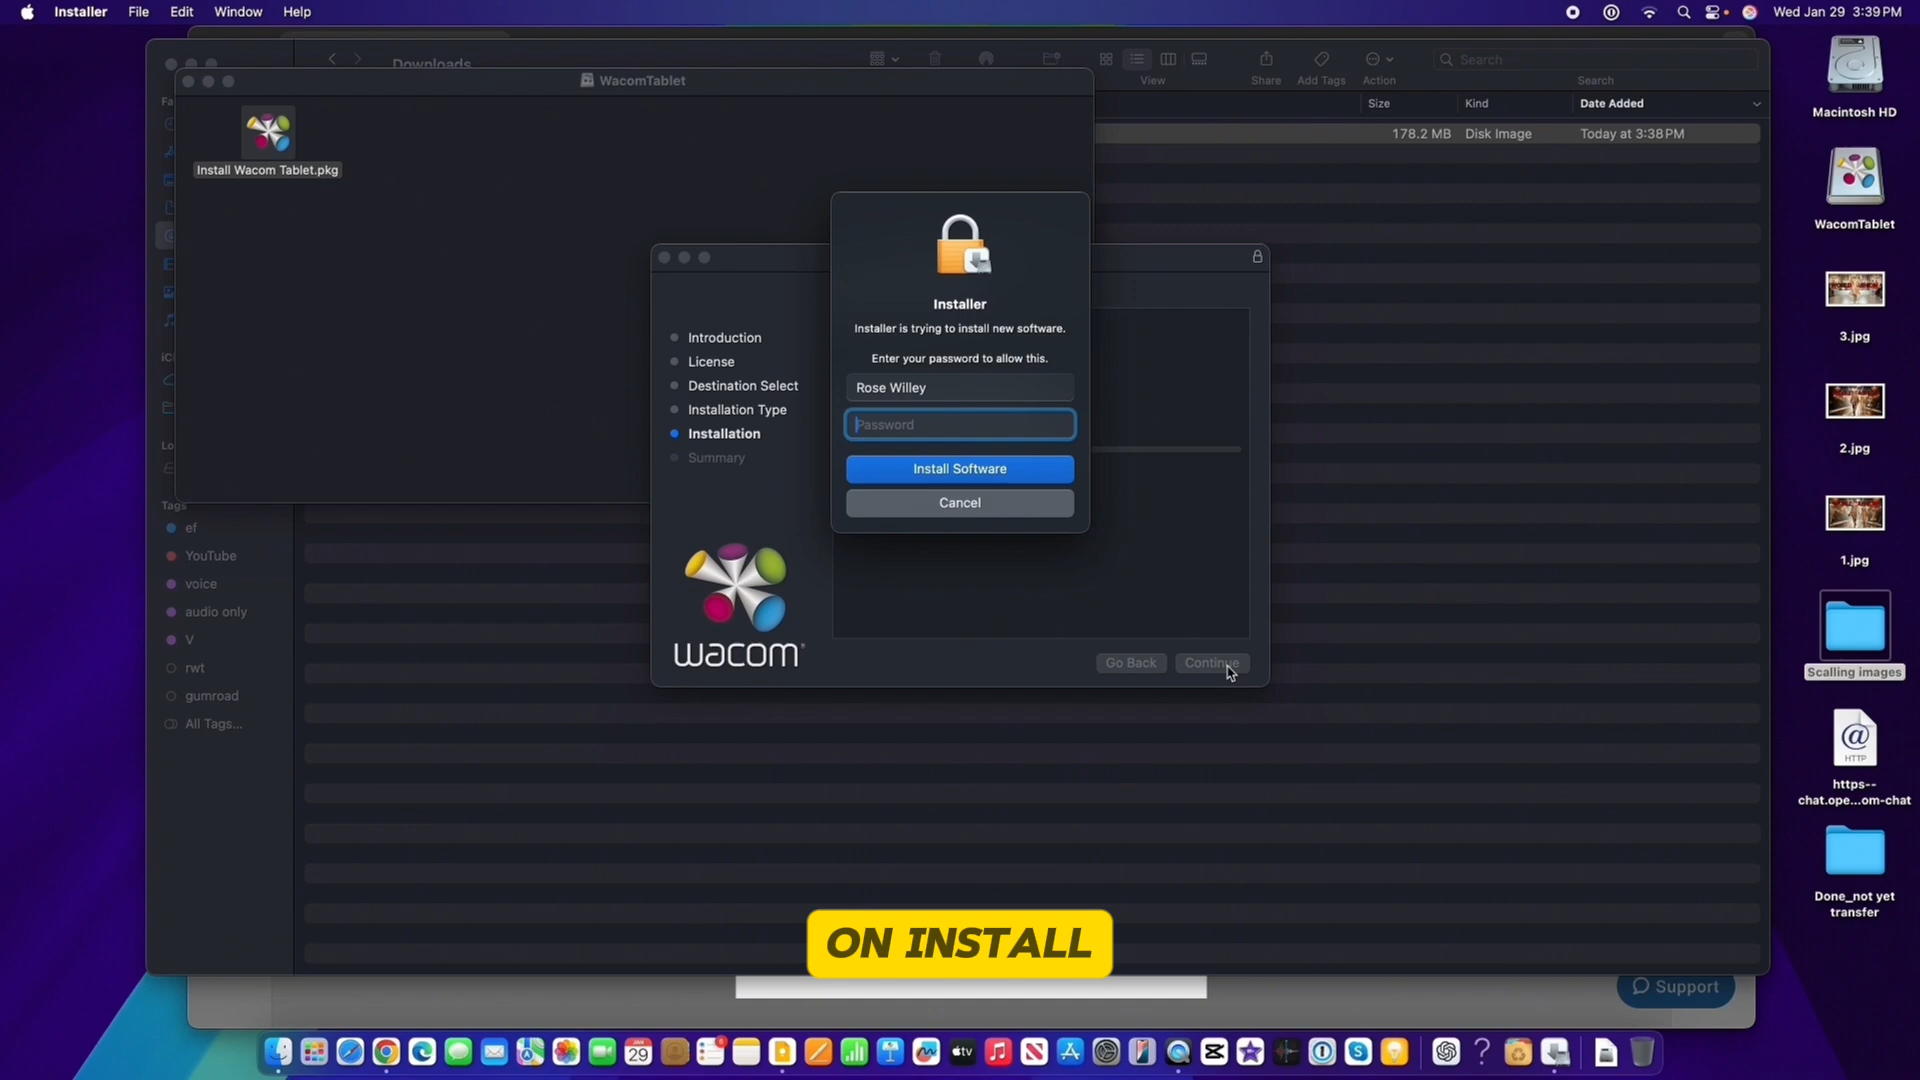 Installer File Edit Window Help
Wed Jan 29 3:39 PM
Downloads
View
Share
Add Tags
Action
Search
Search
WacomTablet
Size
Kind
Date Added
178.2 MB
Disk Image
Today at 3:38 PM
Install Wacom Tablet.pkg
Installer
Installer is trying to install new software.
Enter your password to allow this.
Rose Willey
Password
Install Software
Cancel
Introduction
License
Destination Select
Installation Type
Installation
Summary
wacom
Go Back
Continue
Tags
ef
YouTube
voice
audio only
V
rwt
gumroad
All Tags...
Macintosh HD
WacomTablet
3.jpg
2.jpg
1.jpg
Scalling images
HTTP
https--
chat.ope...om-chat
Done_not yet
transfer
ON INSTALL
Support
JAN
29
tv